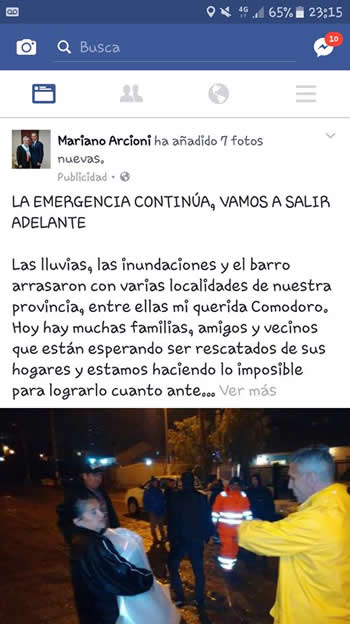 4G 65% 23:15
Busca
10
Mariano Arcioni ha añadido 7 fotos
nuevas.
Publicidad •
LA EMERGENCIA CONTINÚA, VAMOS A SALIR
ADELANTE
Las lluvias, las inundaciones y el barro
arrasaron con varias localidades de nuestra
provincia, entre ellas mi querida Comodoro.
Hoy hay muchas familias, amigos y vecinos
que están esperando ser rescatados de sus
hogares y estamos haciendo lo imposible
para lograrlo cuanto ante... Ver más